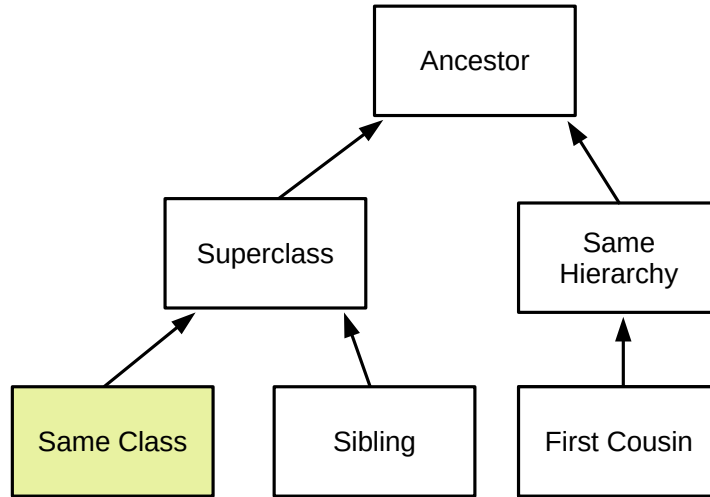 Ancestor
Superclass
Same
Hierarchy
Same Class
Sibling
First Cousin